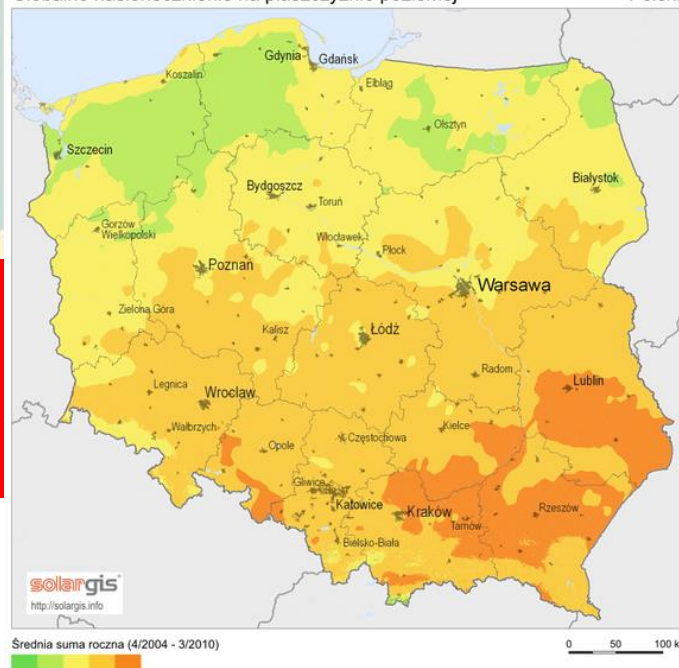 Koszalin
Gdynia
Gdańsk
Elbląg
Olsztyn
Szczecin
Bydgoszcz
Toruń
Białystok
Gorzów
Wielkopolski
Włocławek
Płock
Poznań
Warsawa
Zielona Góra
Kalisz
Łódź
Radom
Lublin
Legnica
Wrocław
Wałbrzych
Opole
Częstochowa
Kielce
Gliwice
Katowice
Kraków
Tarnów
Rzeszów
Bielsko-Biała
solargis
http://solargis.info
Średnia suma roczna (4/2004 - 3/2010)
0 50 100 k